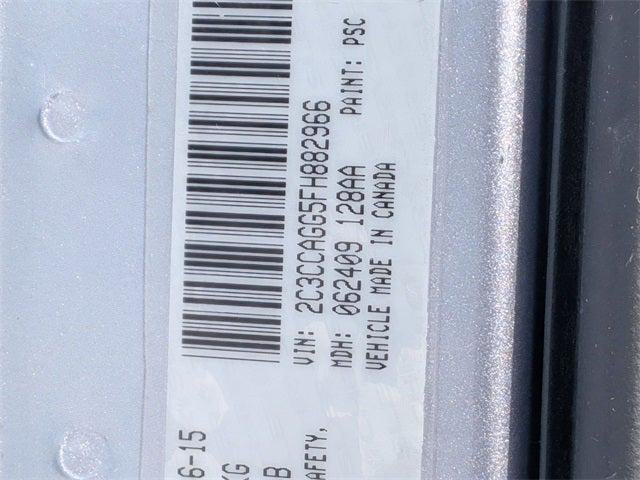 6-15
KG
B
AFETY,
VIN: 2C3CCAGG5FH882966
MDH: 062409 128AA PAINT: PSC
VEHICLE MADE IN CANADA